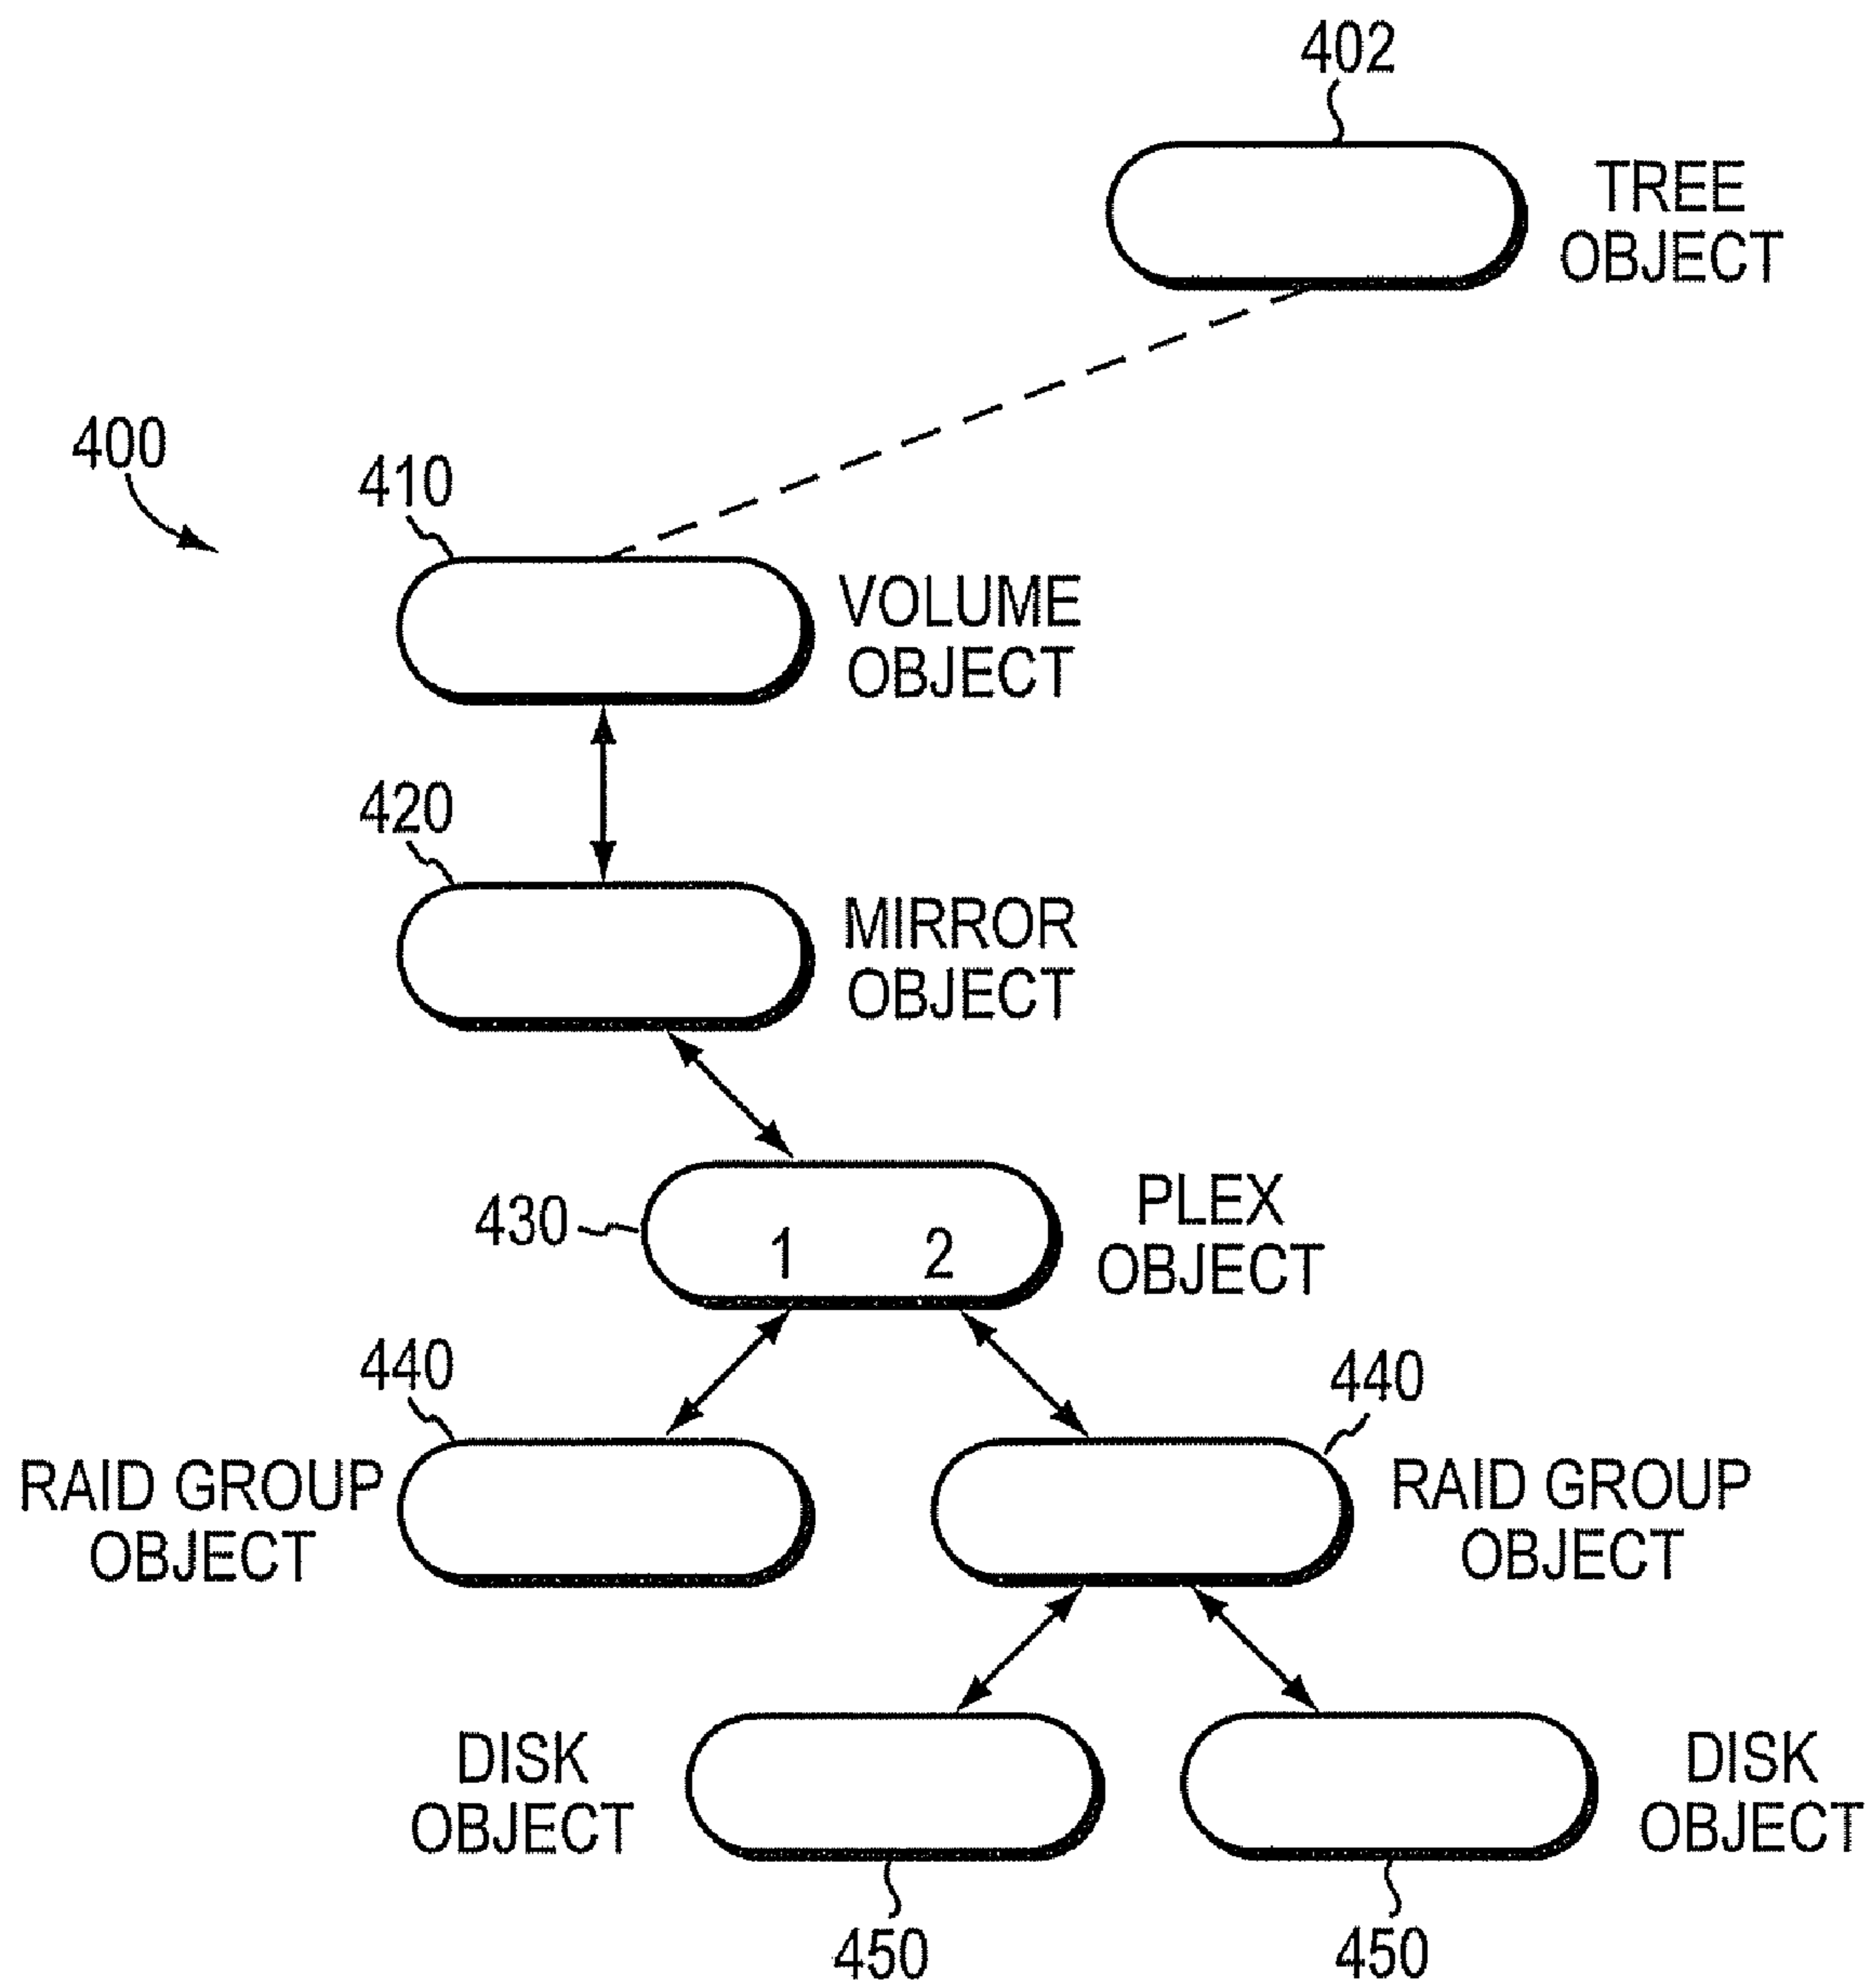 402
TREE
OBJECT
400
410
VOLUME
OBJECT
420
MIRROR
OBJECT
430
1 2
PLEX
OBJECT
440
RAID GROUP
OBJECT
440
RAID GROUP
OBJECT
DISK
OBJECT
450
DISK
OBJECT
450